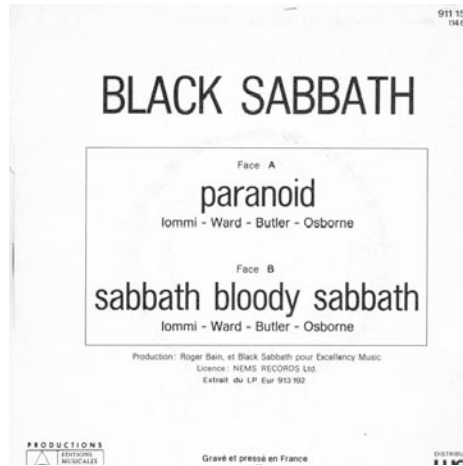 911 15
114
BLACK SABBATH
Face A
paranoid
Iommi - Ward - Butler - Osborne
Face B
sabbath bloody sabbath
Iommi - Ward - Butler - Osborne
Production : Roger Bain, et Black Sabbath pour Excellency Music
Licence : NEMS RECORDS Ltd.
Extrait du LP Eur 913 192
PRODUCTIONS
EDITIONS
MUSICALES
Gravé et pressé en France
DISTRIBU